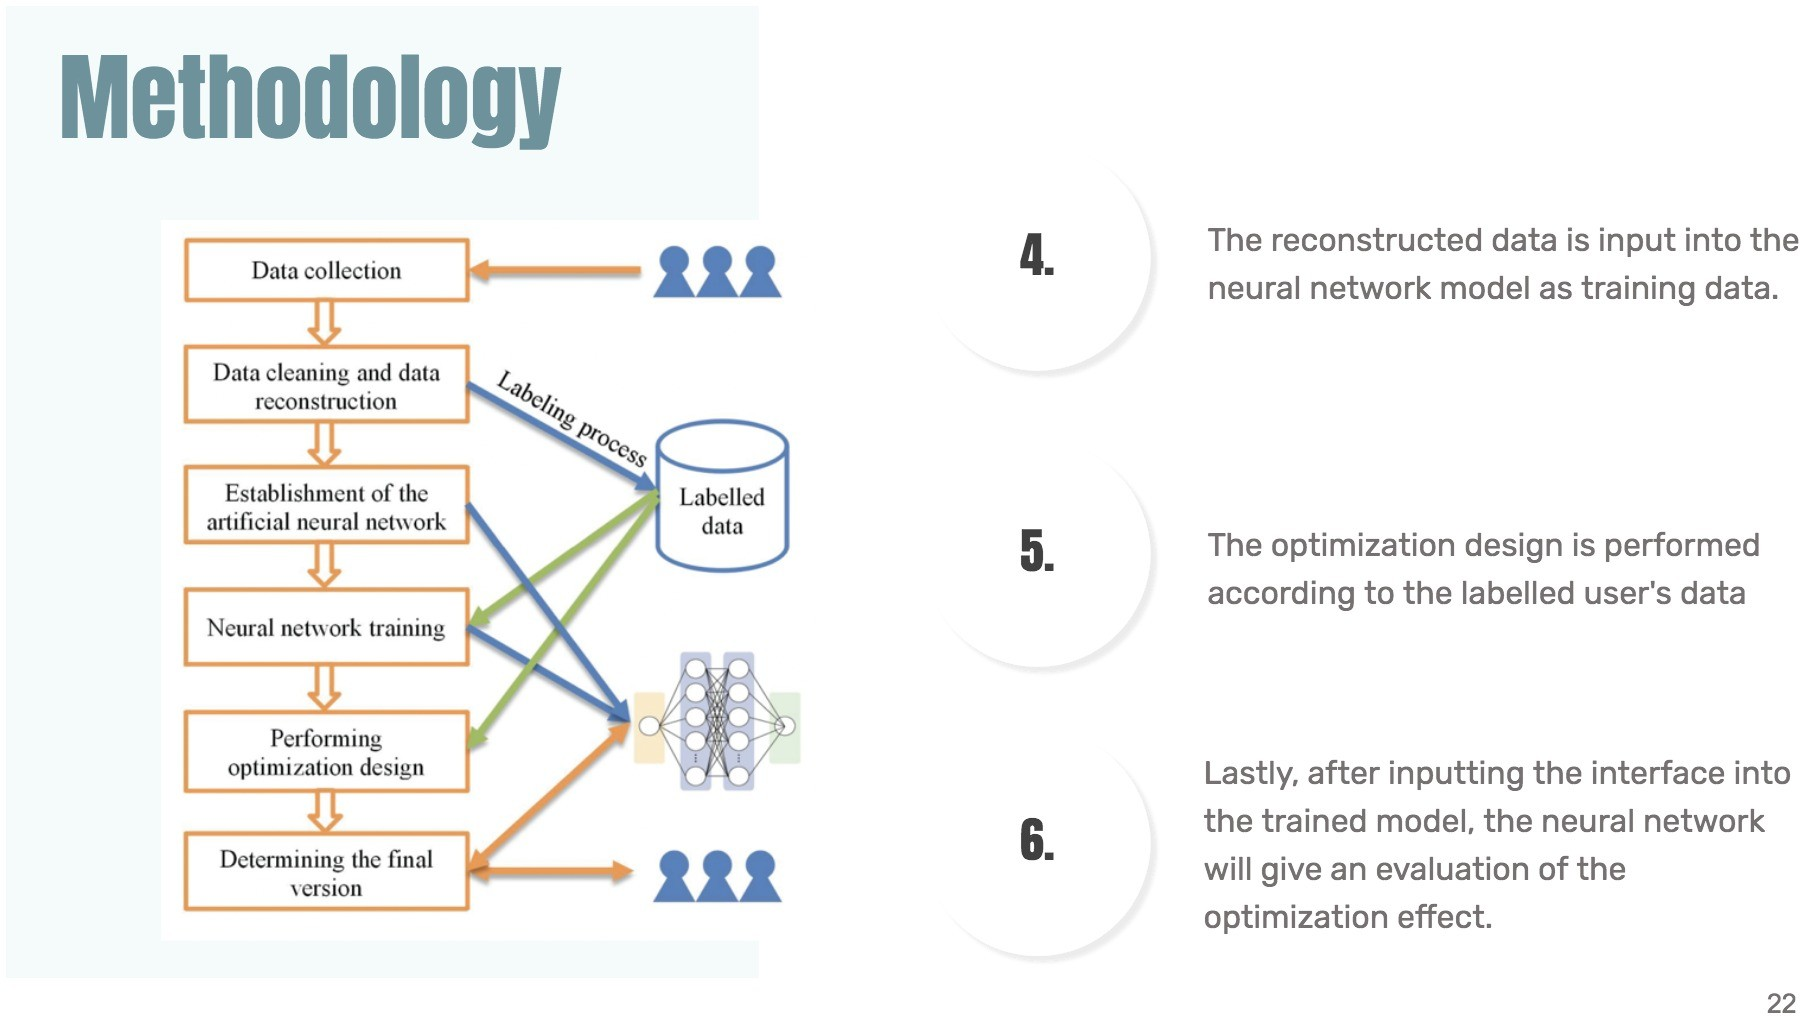 Methodology
Data collection
Data cleaning and data
reconstruction
Labeling process
Establishment of the
artificial neural network
Labelled
data
Neural network training
Performing
optimization design
Determining the final
version
4.
The reconstructed data is input into the
neural network model as training data.
5.
The optimization design is performed
according to the labelled user's data
6.
Lastly, after inputting the interface into
the trained model, the neural network
will give an evaluation of the
optimization effect.
22